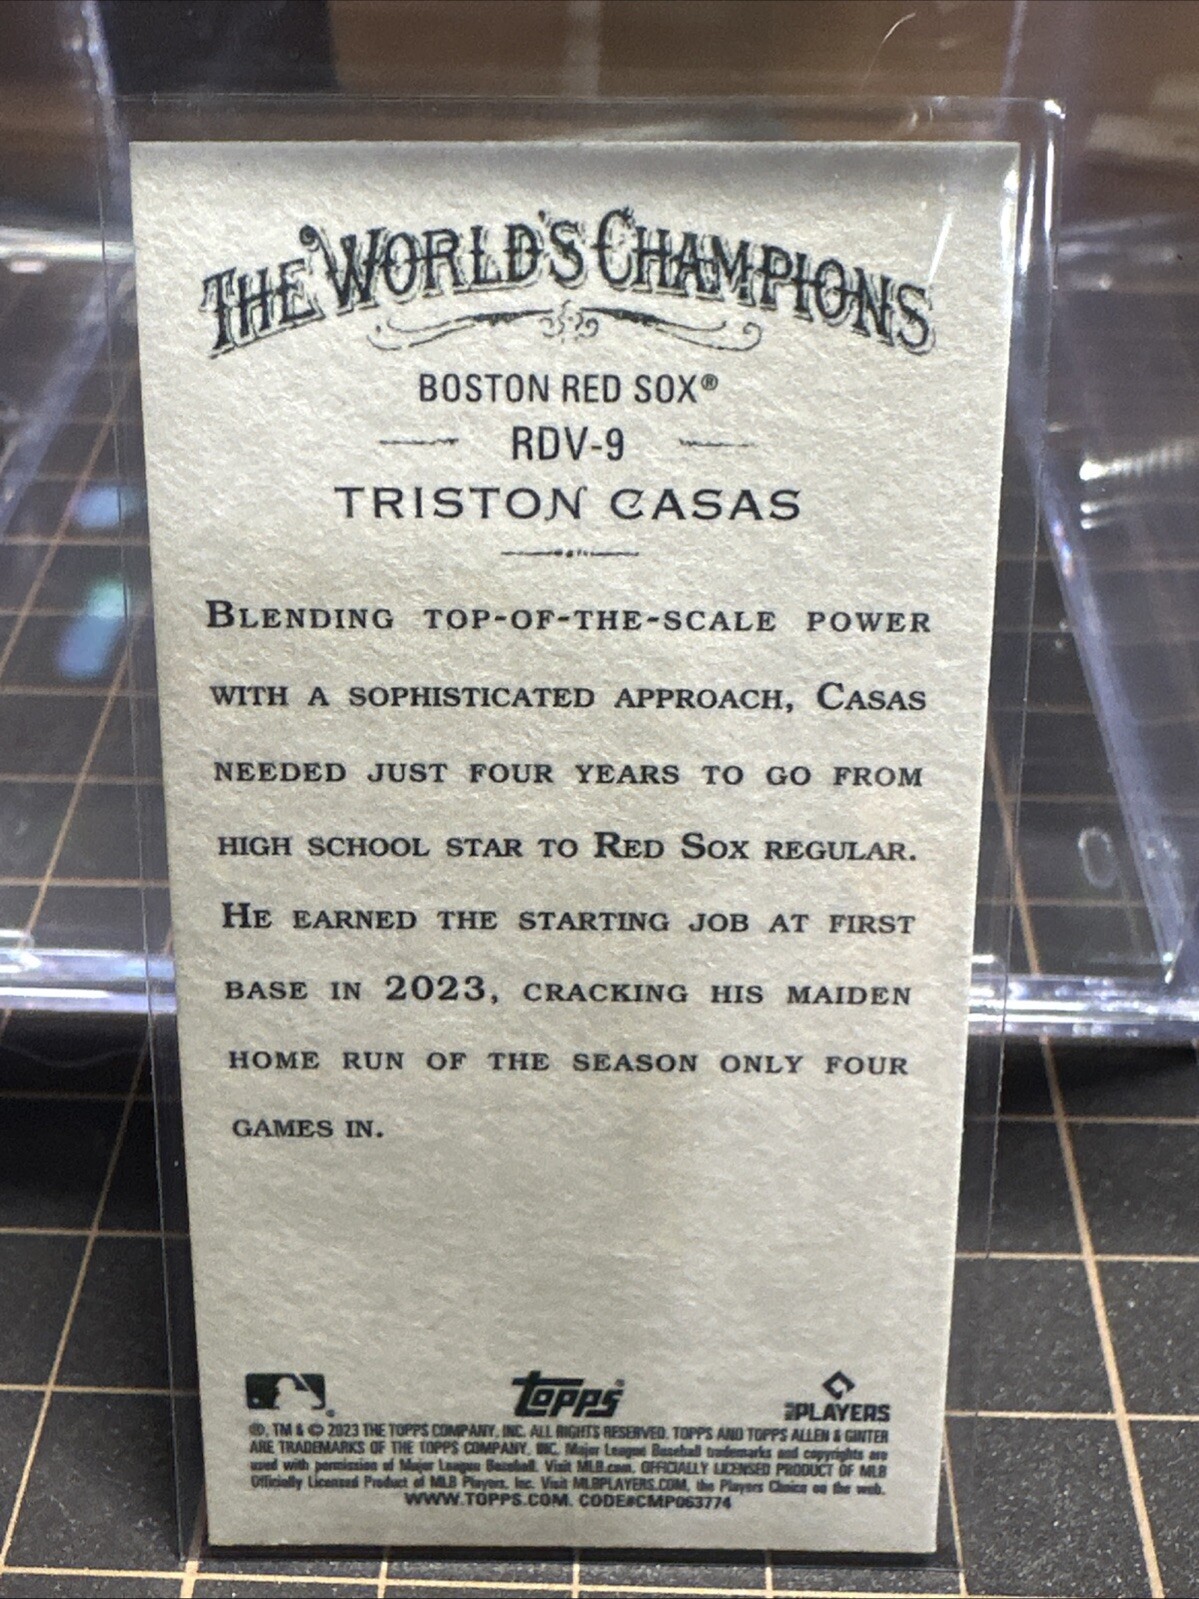 THE WORLD'S CHAMPIONS
BOSTON RED SOX®
RDV-9
TRISTON CASAS
BLENDING TOP-OF-THE-SCALE POWER
WITH A SOPHISTICATED APPROACH, CASAS
NEEDED JUST FOUR YEARS TO GO FROM
HIGH SCHOOL STAR TO RED SOX REGULAR.
HE EARNED THE STARTING JOB AT FIRST
BASE IN 2023, CRACKING HIS MAIDEN
HOME RUN OF THE SEASON ONLY FOUR
GAMES IN.
topps®
MLB PLAYERS
®, TM & © 2023 THE TOPPS COMPANY, INC. ALL RIGHTS RESERVED. TOPPS AND TOPPS ALLEN & GINTER
ARE TRADEMARKS OF THE TOPPS COMPANY, INC. Major League Baseball trademarks and copyrights are
used with permission of Major League Baseball. Visit MLB.com. OFFICIALLY LICENSED PRODUCT OF MLB
Officially Licensed Product of MLB Players, Inc. Visit MLBPLAYERS.COM, the Players Choice on the web.
WWW.TOPPS.COM. CODE#CMP063774